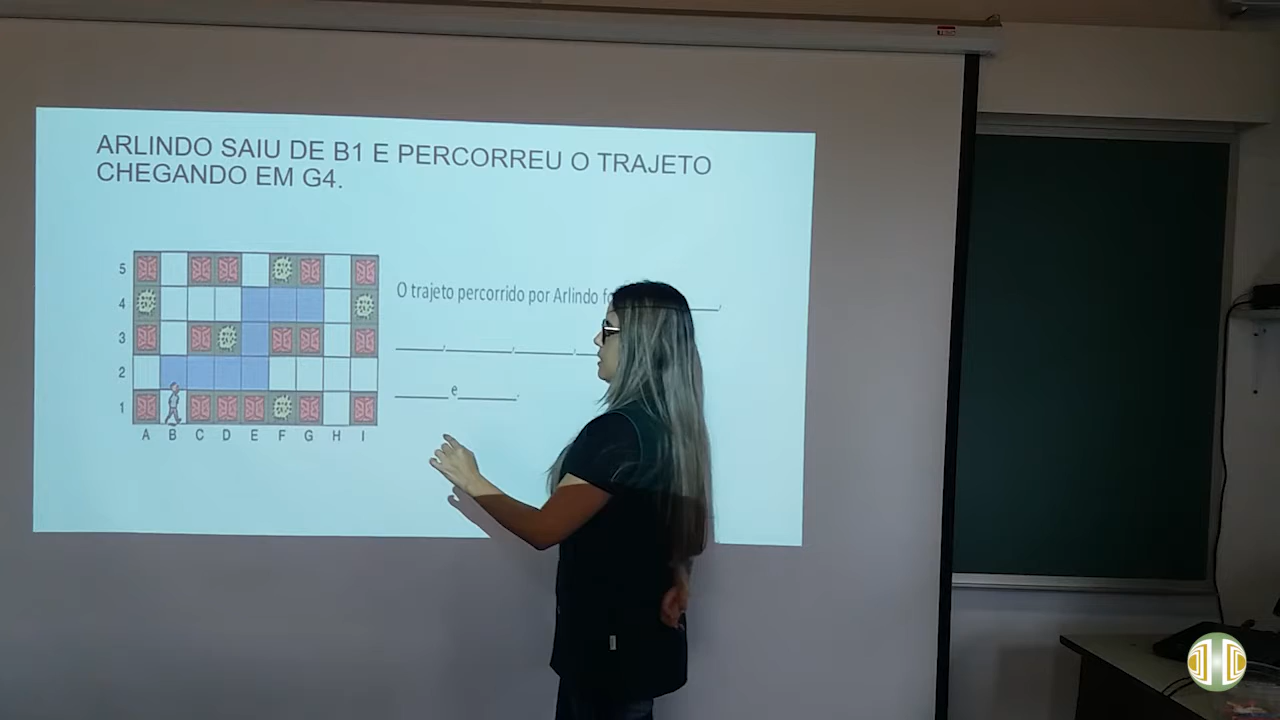 ARLINDO SAIU DE B1 E PERCORREU O TRAJETO
CHEGANDO EM G4.
5
4
3
2
1
A B C D E F G H I
O trajeto percorrido por Arlindo
e